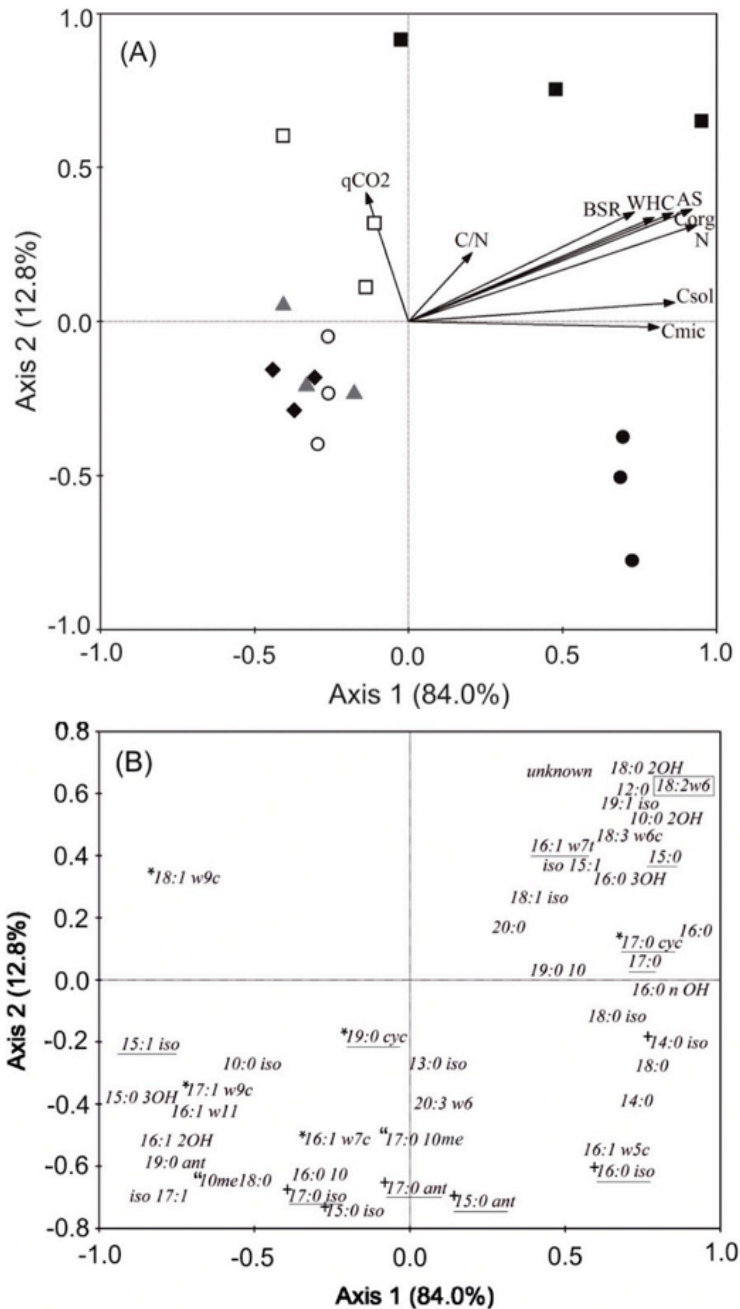 (A)
1.0
0.5
0.0
-0.5
-1.0
Axis 2 (12.8%)
qCO2
C/N
BSR
WHC
AS
Corg
N
Csol
Cmic
-1.0
-0.5
0.0
0.5
1.0
Axis 1 (84.0%)
(B)
0.8
0.6
0.4
0.2
0.0
-0.2
-0.4
-0.6
-0.8
Axis 2 (12.8%)
unknown
18:0 2OH
12:0
18:2w6
19:1 iso
10:0 2OH
18:3 w6c
16:1 w7t
iso 15:1
15:0
16:0 3OH
*18:1 w9c
18:1 iso
20:0
16:0
*17:0 cyc
19:0 10
17:0
16:0 n OH
18:0 iso
*19:0 cyc
+14:0 iso
15:1 iso
10:0 iso
13:0 iso
18:0
15:0 3OH
*17:1 w9c
16:1 w11
20:3 w6
14:0
16:1 2OH
*16:1 w7c
“17:0 10me
16:1 w5c
19:0 ant
“10me18:0
16:0 10
+16:0 iso
iso 17:1
+17:0 iso
+17:0 ant
+15:0 iso
+15:0 ant
-1.0
-0.5
0.0
0.5
1.0
Axis 1 (84.0%)